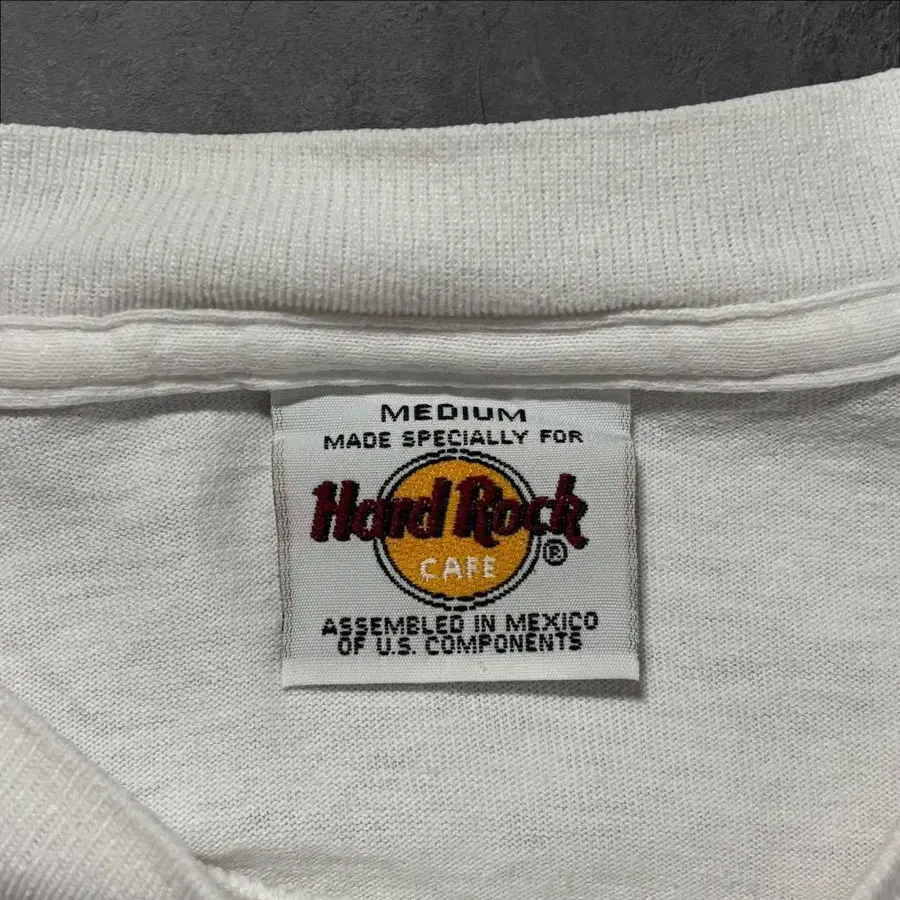 MEDIUM
MADE SPECIALLY FOR
Hard Rock
CAFE
®
ASSEMBLED IN MEXICO
OF U.S. COMPONENTS